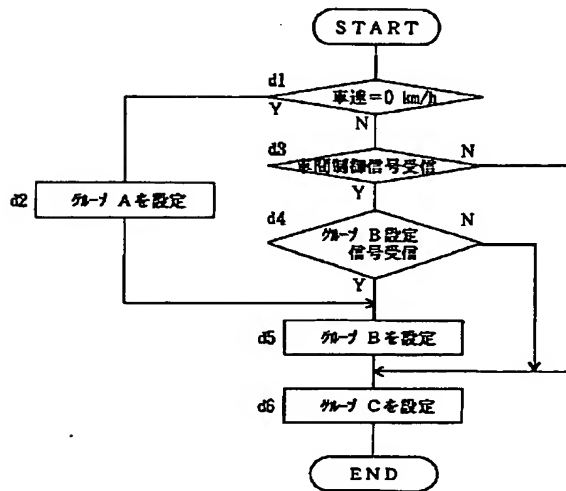 START
d1
車速=0 km/h
Y
N
d3
車間制御信号受信
N
Y
d2
グループ Aを設定
d4
グループ B設定
信号受信
N
Y
d5
グループ Bを設定
d6
グループ Cを設定
END